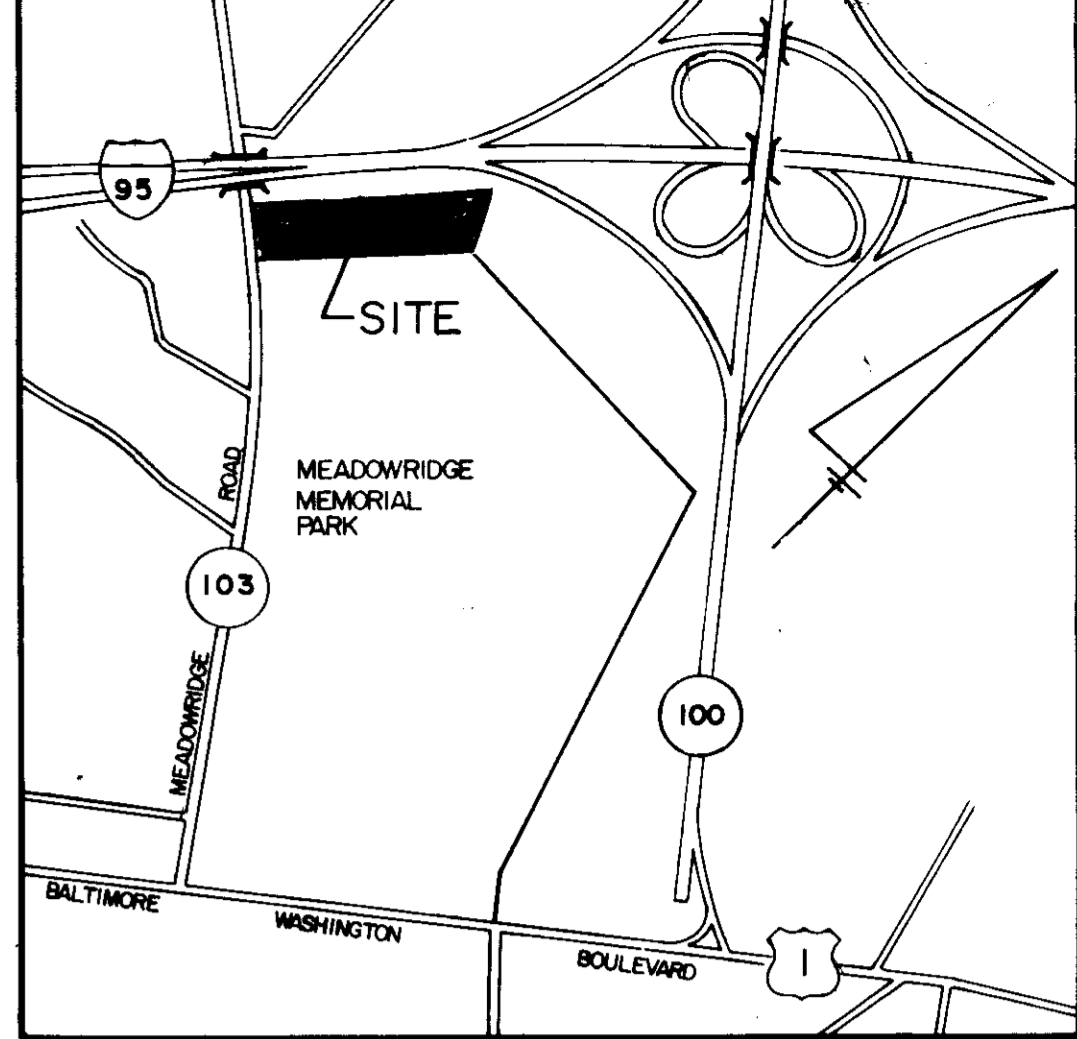 95
SITE
MEADOWRIDGE
MEMORIAL
PARK
ROAD
103
MEADOWRIDGE
100
BALTIMORE
WASHINGTON
BOULEVARD
1